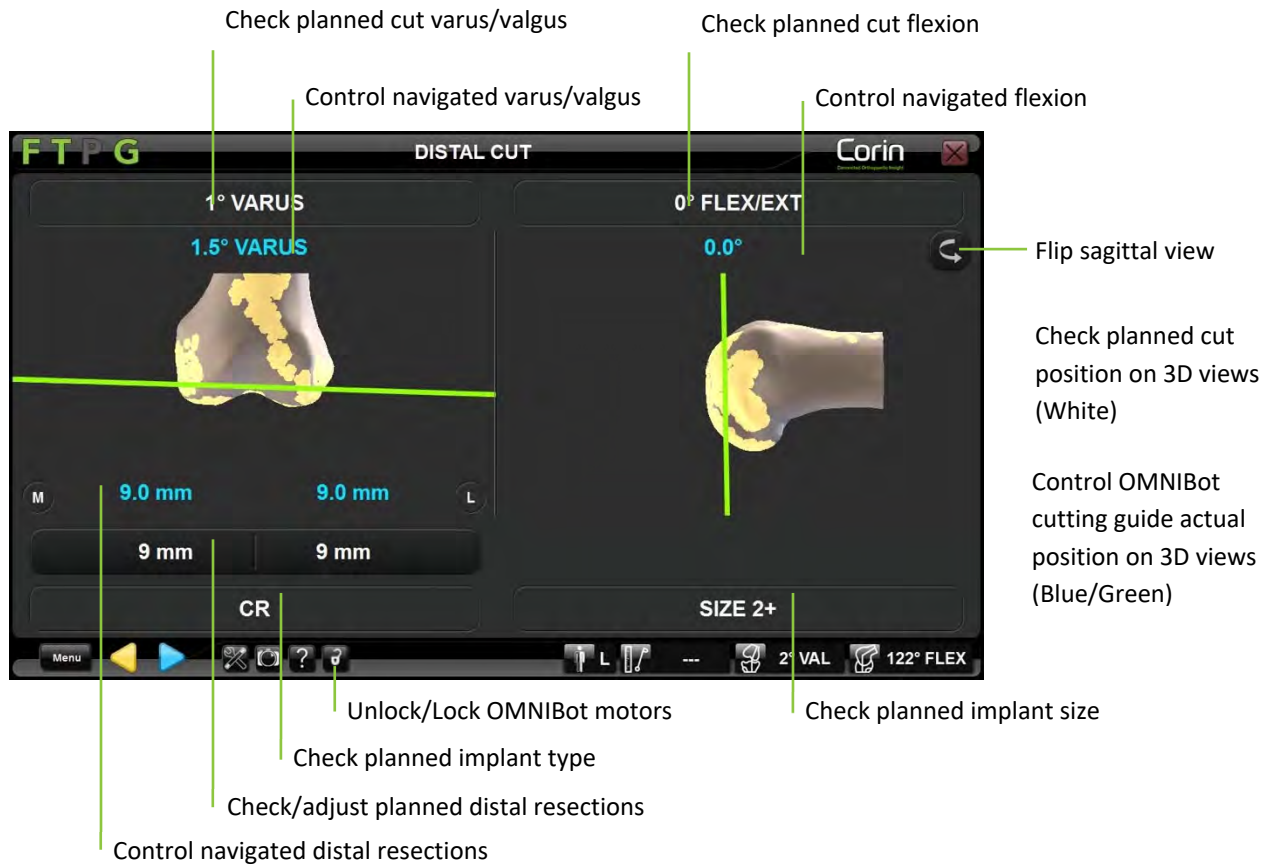 Check planned cut varus/valgus
Check planned cut flexion
Control navigated varus/valgus
Control navigated flexion
F T P G
DISTAL CUT
Corin
Connected Orthopaedic Insight
1° VARUS
0° FLEX/EXT
1.5° VARUS
0.0°
Flip sagittal view
Check planned cut
position on 3D views
(White)
Control OMNIBot
cutting guide actual
position on 3D views
(Blue/Green)
M
9.0 mm
9.0 mm
L
9 mm
9 mm
CR
SIZE 2+
Menu
?
L
---
2° VAL
122° FLEX
Unlock/Lock OMNIBot motors
Check planned implant size
Check planned implant type
Check/adjust planned distal resections
Control navigated distal resections